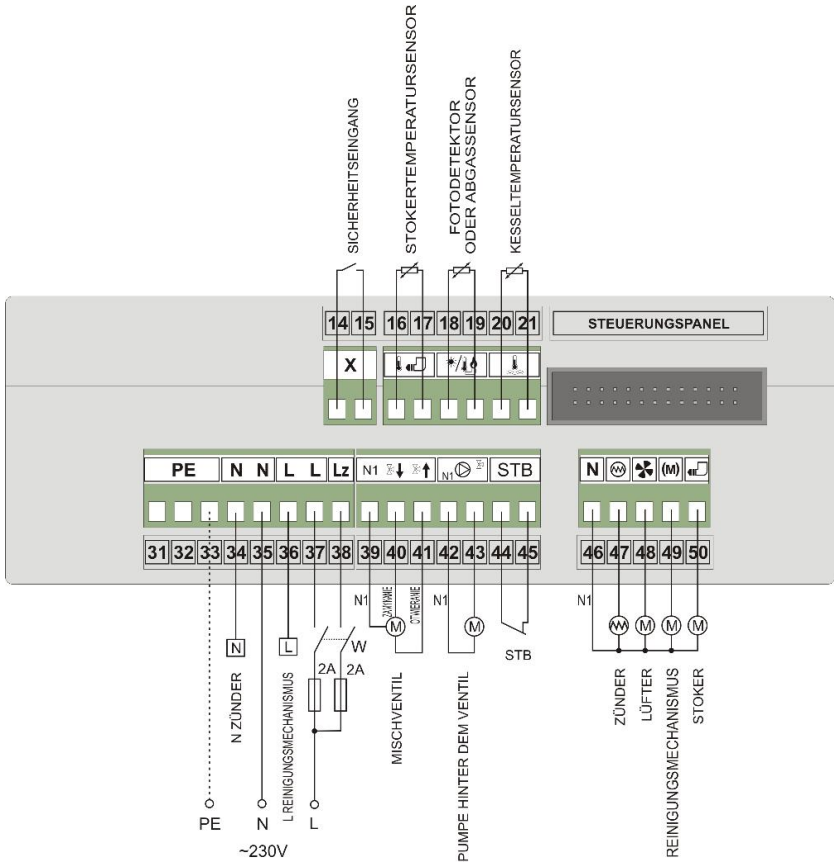 SICHERHEITSEINGANG
STOKERTEMPERATURSENSOR
FOTODETEKTOR
ODER ABGASSENSOR
KESSELTEMPERATURSENSOR
14 15 16 17 18 19 20 21
STEUERUNGSPANEL
X
PE N N L L Lz N1 N1 STB N (M)
31 32 33 34 35 36 37 38 39 40 41 42 43 44 45 46 47 48 49 50
N1 ZAMYKANIE OTWIERANIE N1 N1
M M M M M
N L W STB
2A 2A
N ZÜNDER
L REINIGUNGSMECHANISMUS
MISCHVENTIL
PUMPE HINTER DEM VENTIL
ZÜNDER
LÜFTER
REINIGUNGSMECHANISMUS
STOKER
PE N L
~230V